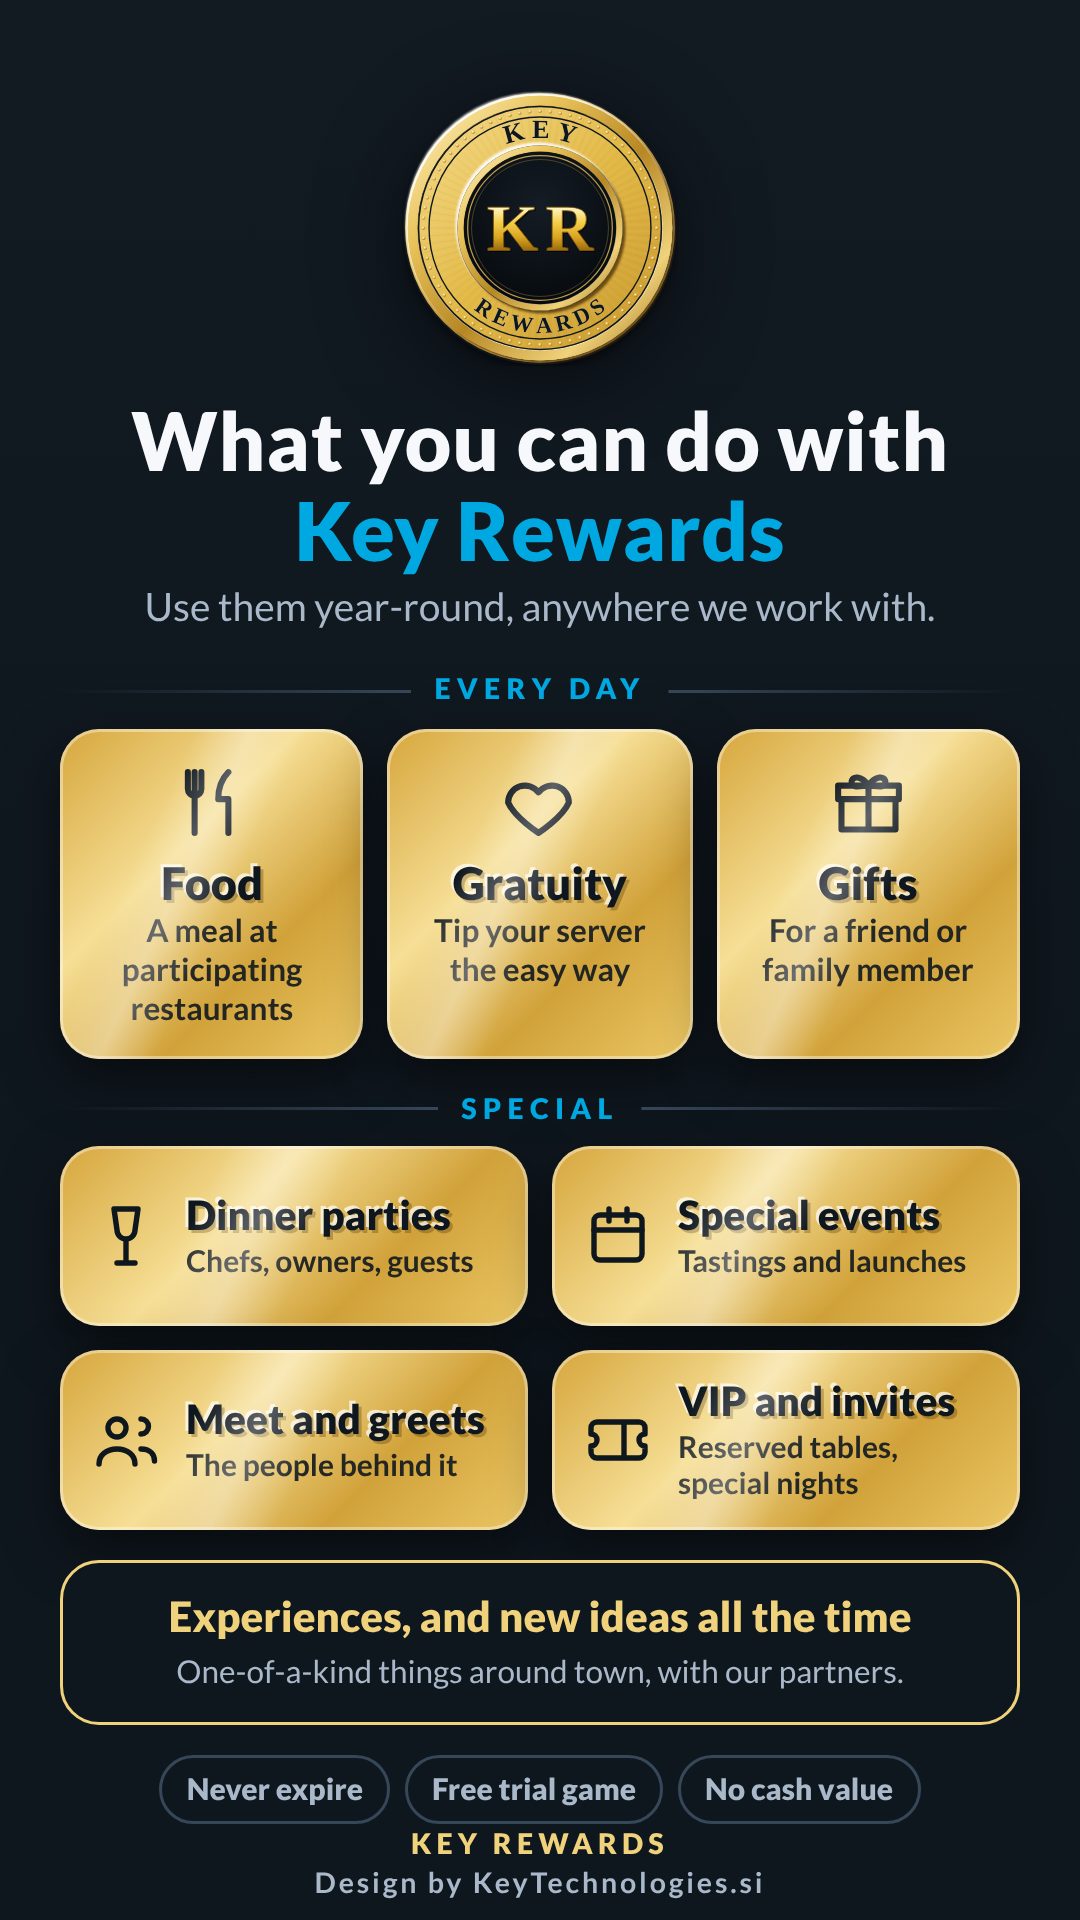 KEY
KR
REWARDS
What you can do with
Key Rewards
Use them year-round, anywhere we work with.
EVERY DAY
Food
A meal at
participating
restaurants
Gratuity
Tip your server
the easy way
Gifts
For a friend or
family member
SPECIAL
Dinner parties
Chefs, owners, guests
Special events
Tastings and launches
Meet and greets
The people behind it
VIP and invites
Reserved tables,
special nights
Experiences, and new ideas all the time
One-of-a-kind things around town, with our partners.
Never expire
Free trial game
No cash value
KEY REWARDS
Design by KeyTechnologies.si